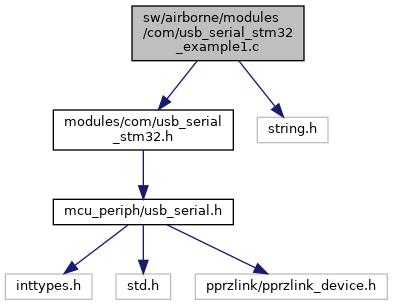 sw/airborne/modules
/com/usb_serial_stm32
_example1.c
modules/com/usb_serial
_stm32.h
string.h
mcu_periph/usb_serial.h
inttypes.h
std.h
pprzlink/pprzlink_device.h